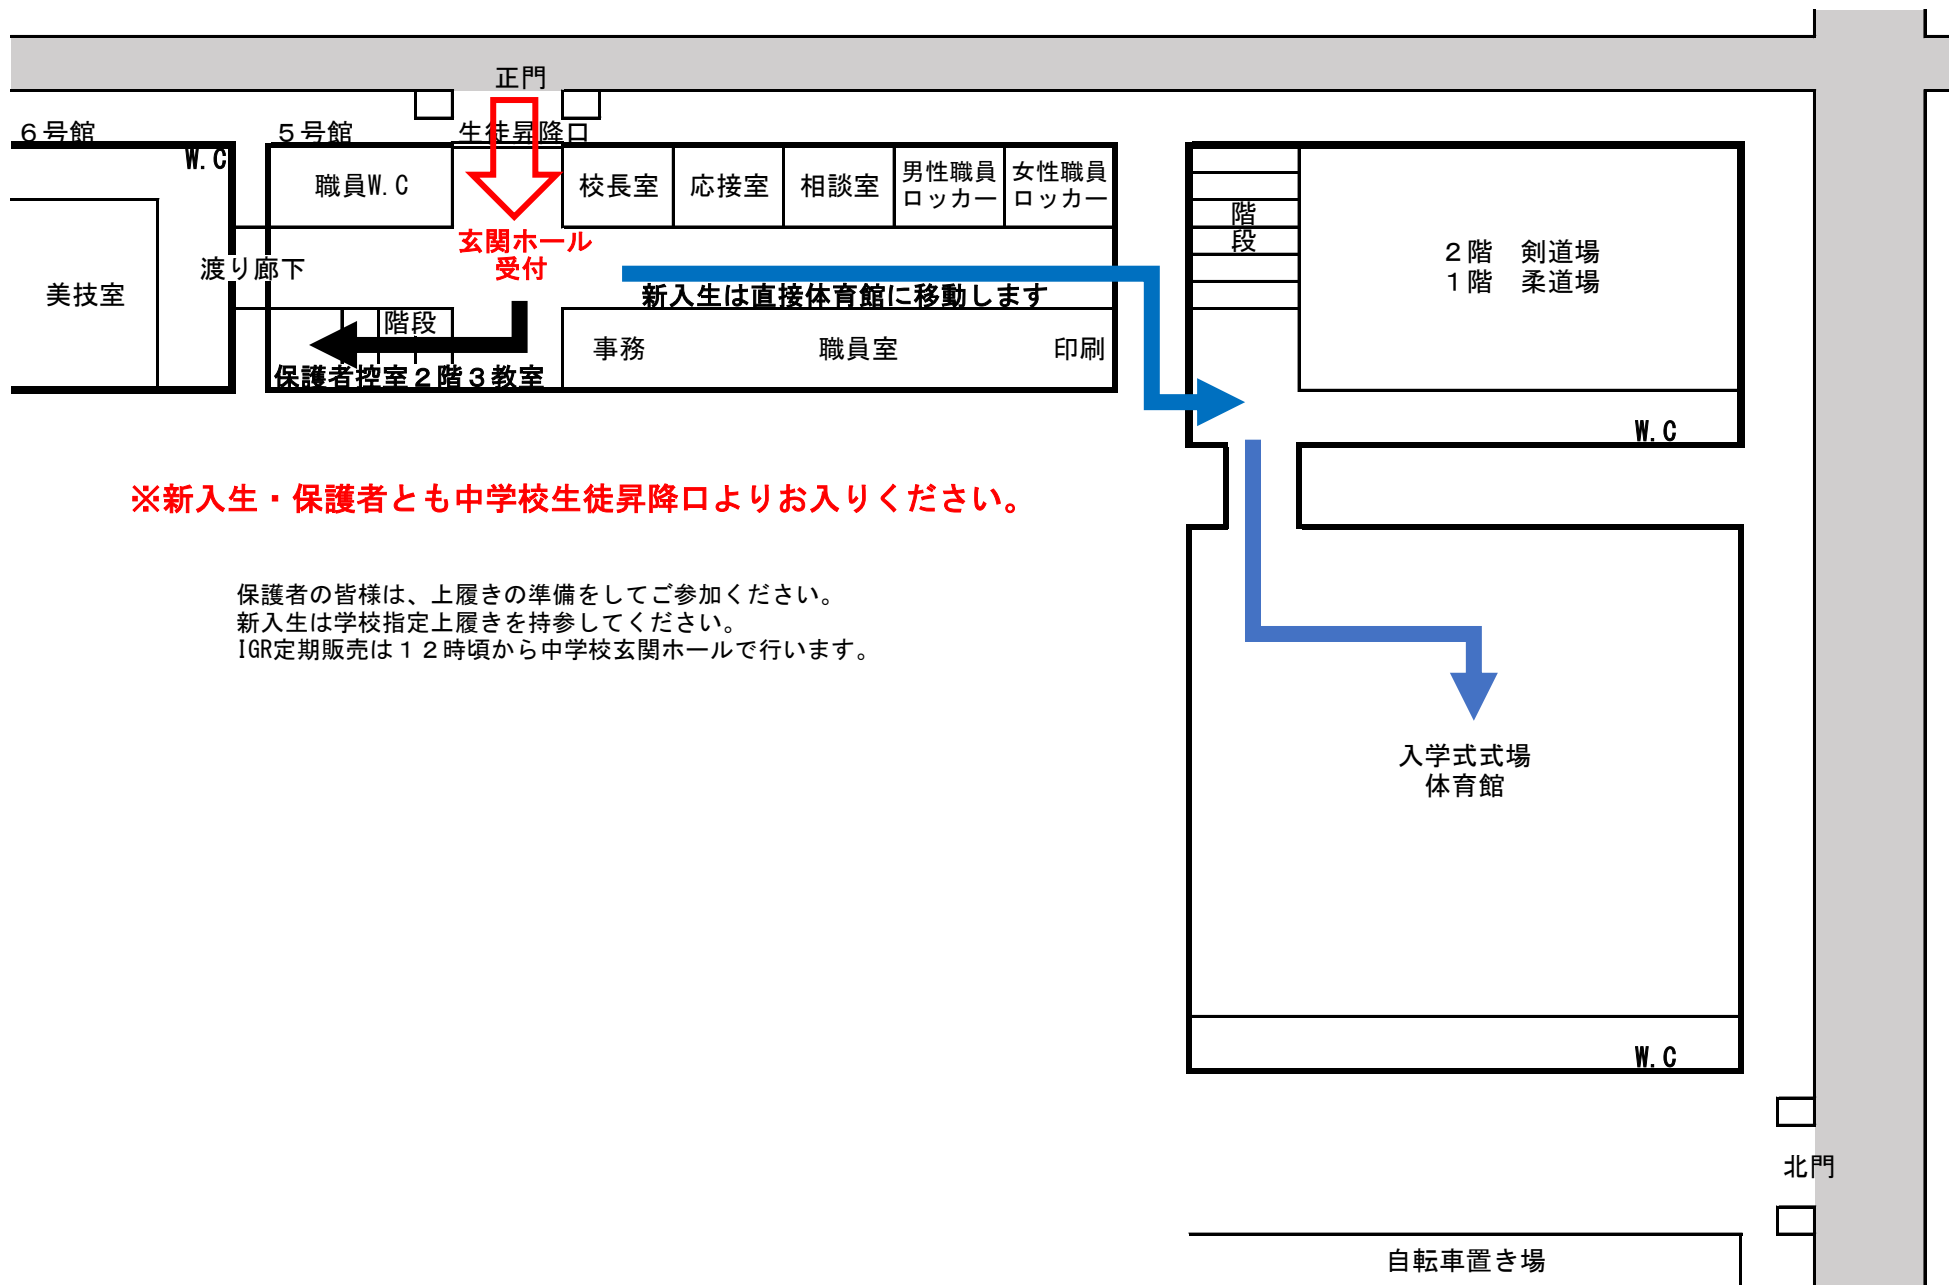 正門
６号館
５号館
生徒昇降口
W.C
職員W.C
校長室
応接室
相談室
男性職員
ロッカー
女性職員
ロッカー
階段
２階　剣道場
１階　柔道場
玄関ホール
受付
渡り廊下
美技室
新入生は直接体育館に移動します
階段
事務
職員室
印刷
保護者控室２階３教室
W.C
※新入生・保護者とも中学校生徒昇降口よりお入りください。
保護者の皆様は、上履きの準備をしてご参加ください。
新入生は学校指定上履きを持参してください。
IGR定期販売は１２時頃から中学校玄関ホールで行います。
入学式式場
体育館
W.C
北門
自転車置き場